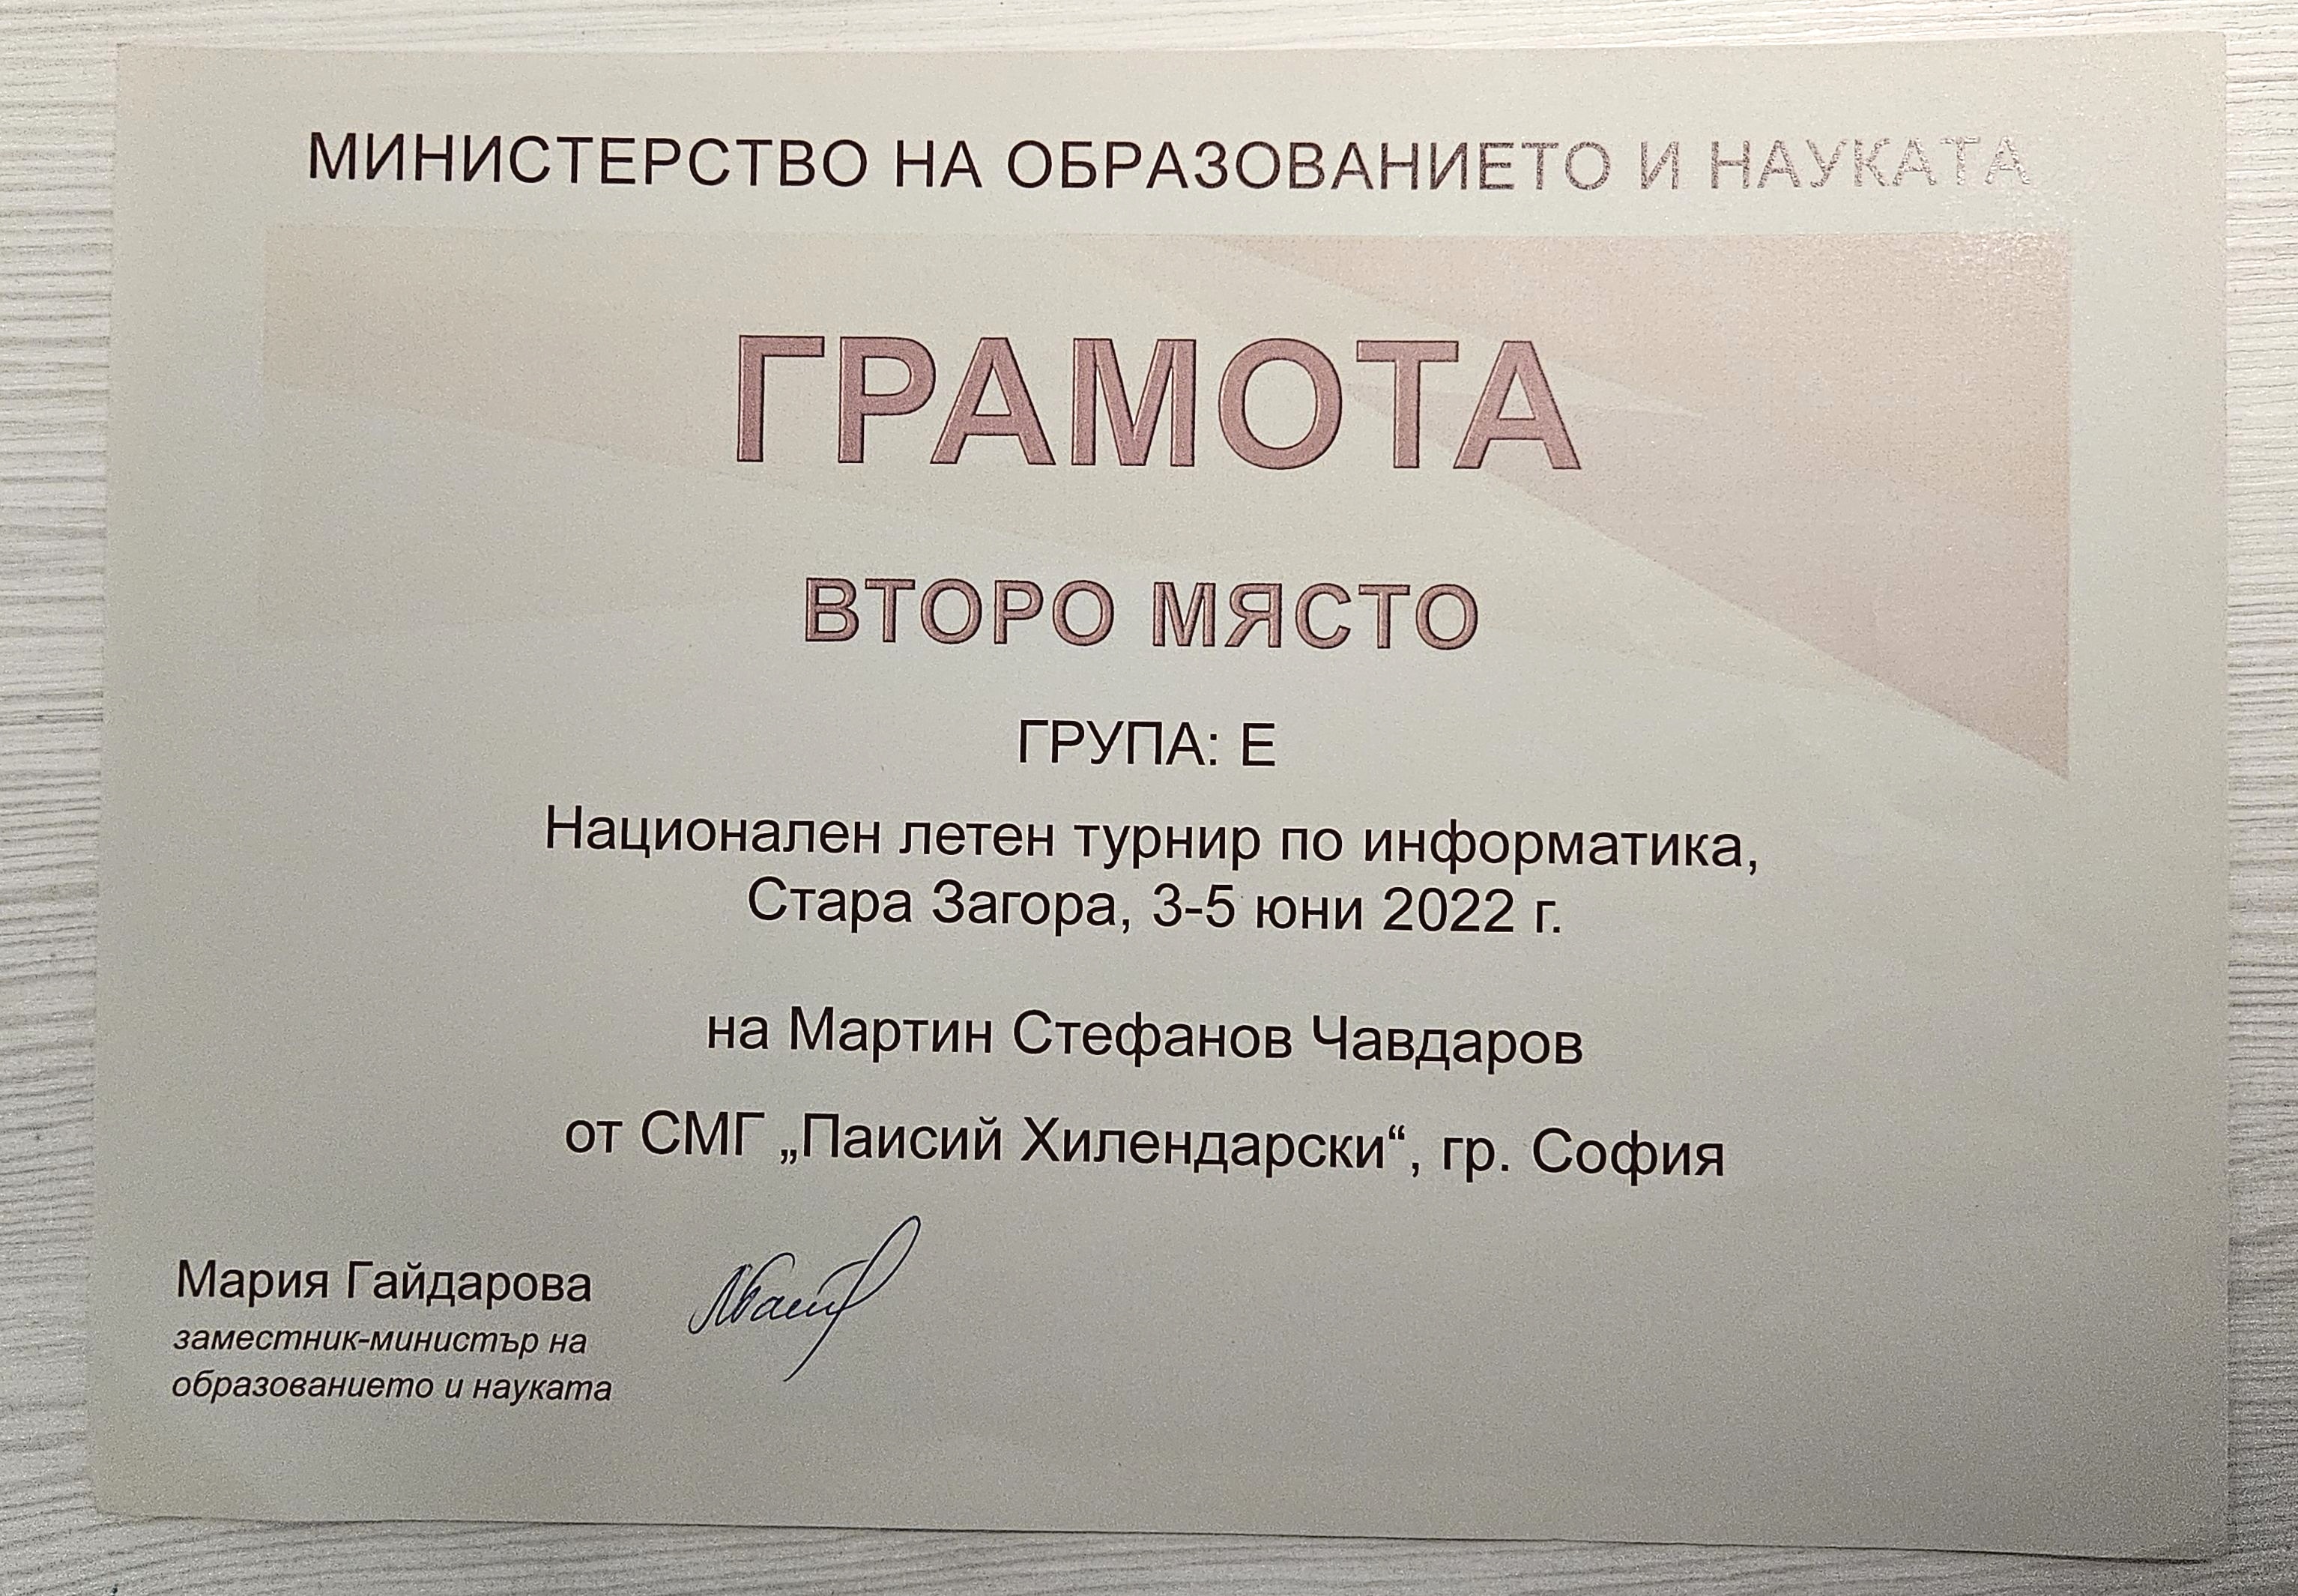 МИНИСТЕРСТВО НА ОБРАЗОВАНИЕТО И НАУКАТА
ГРАМОТА
ВТОРО МЯСТО
ГРУПА: Е
Национален летен турнир по информатика,
Стара Загора, 3-5 юни 2022 г.
на Мартин Стефанов Чавдаров
от СМГ „Паисий Хилендарски“, гр. София
Мария Гайдарова
заместник-министър на
образованието и науката